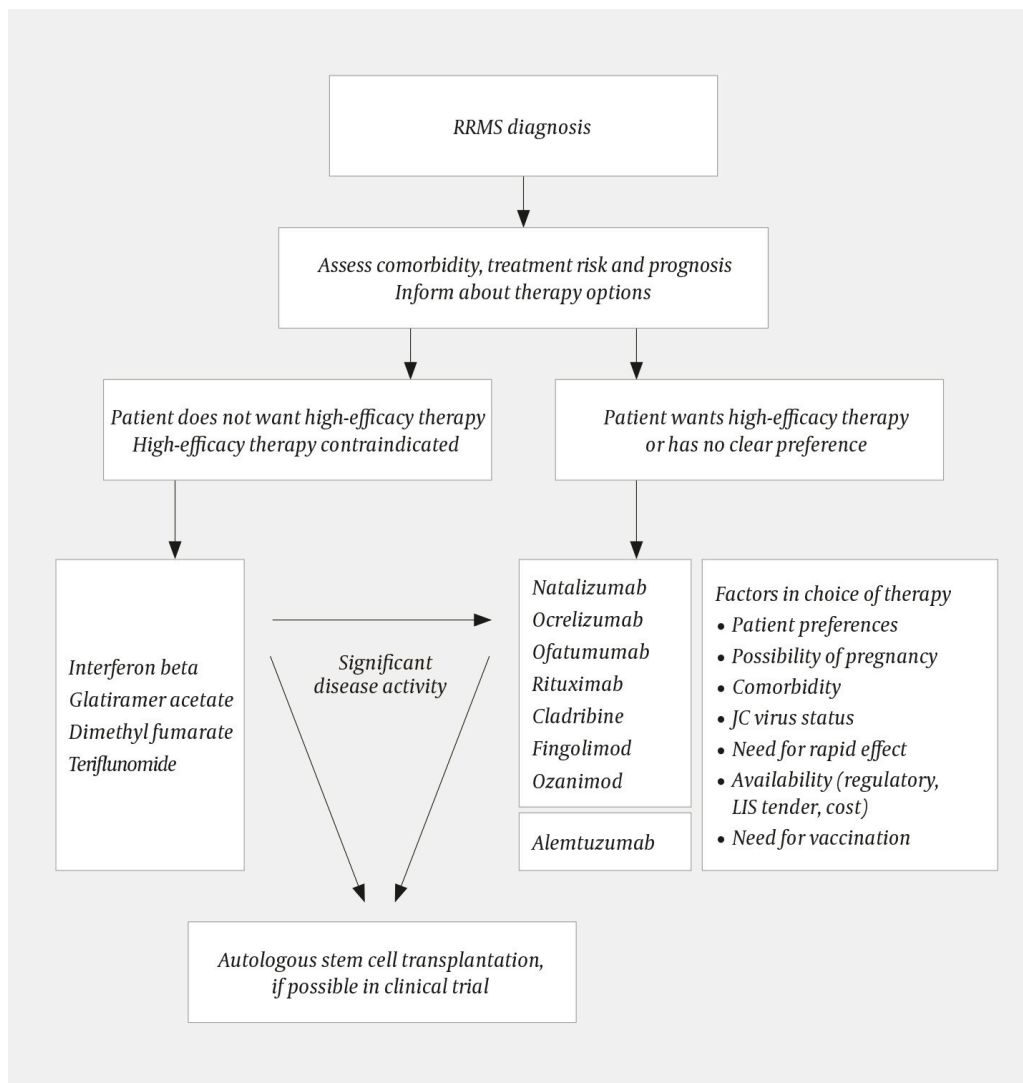 RRMS diagnosis
Assess comorbidity, treatment risk and prognosis
Inform about therapy options
Patient does not want high-efficacy therapy
High-efficacy therapy contraindicated
Patient wants high-efficacy therapy
or has no clear preference
Interferon beta
Glatiramer acetate
Dimethyl fumarate
Teriflunomide
Significant
disease activity
Natalizumab
Ocrelizumab
Ofatumumab
Rituximab
Cladribine
Fingolimod
Ozanimod
Alemtuzumab
Factors in choice of therapy
• Patient preferences
• Possibility of pregnancy
• Comorbidity
• JC virus status
• Need for rapid effect
• Availability (regulatory,
LIS tender, cost)
• Need for vaccination
Autologous stem cell transplantation,
if possible in clinical trial